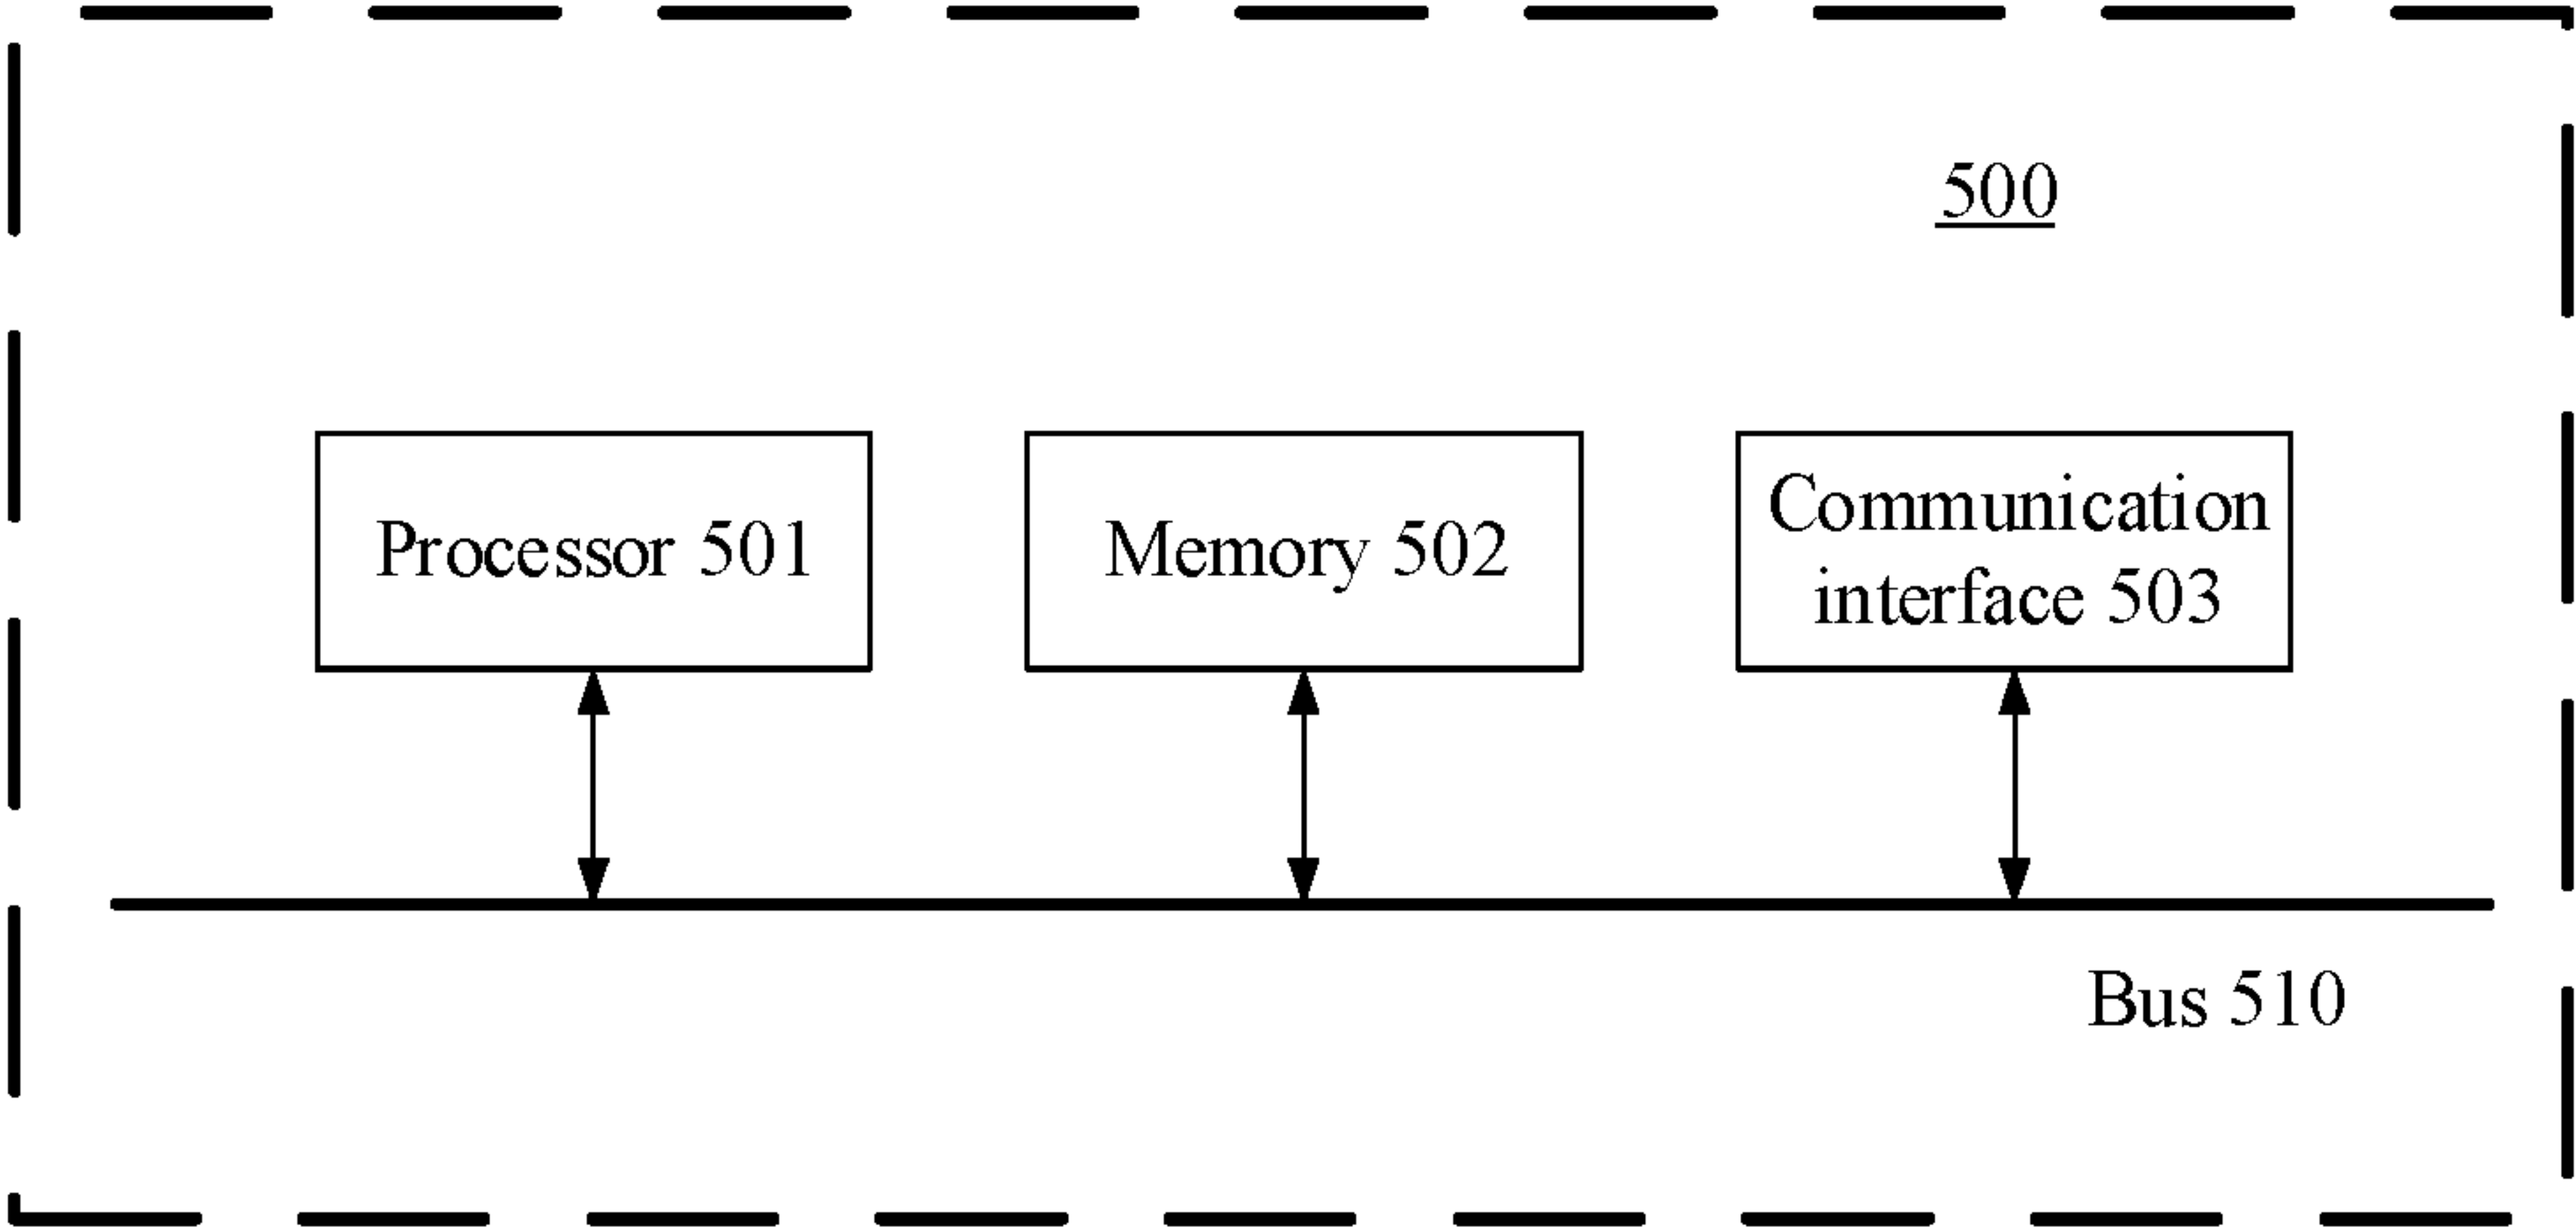 500
Processor 501
Memory 502
Communication
interface 503
Bus 510